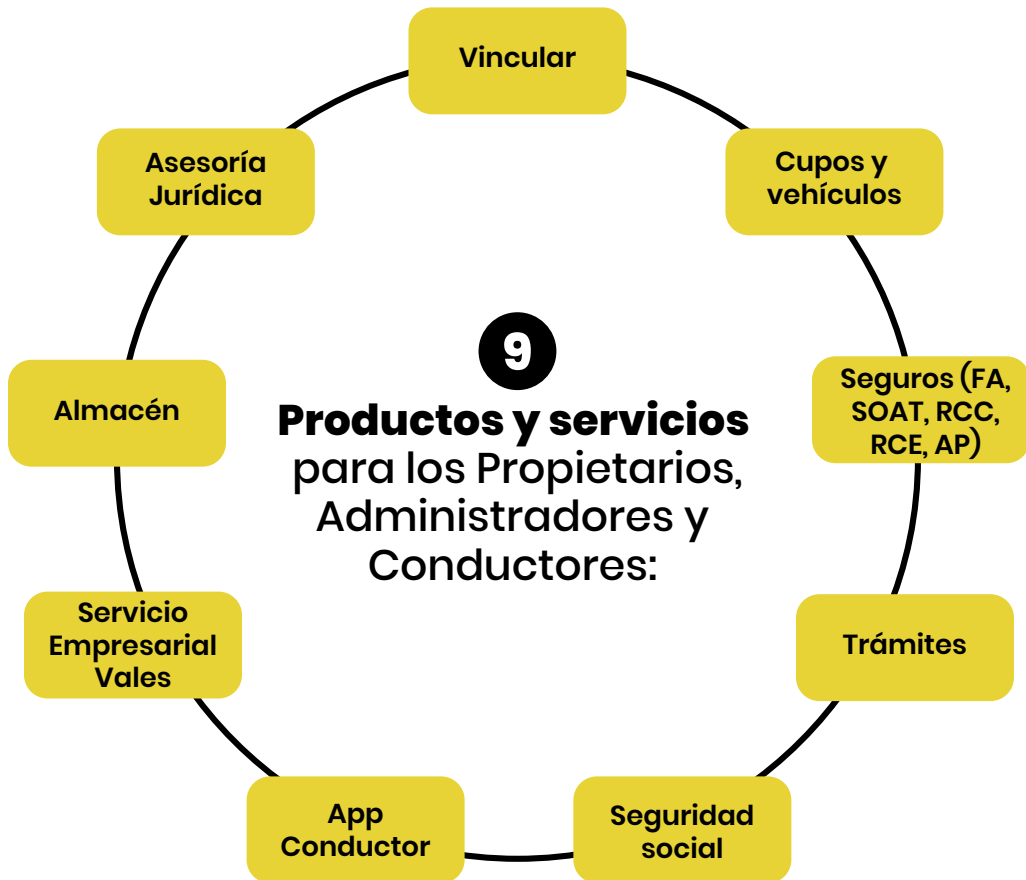 Vincular
Cupos y
vehículos
Seguros (FA,
SOAT, RCC,
RCE, AP)
Trámites
Seguridad
social
App
Conductor
Servicio
Empresarial
Vales
Almacén
Asesoría
Jurídica
9
Productos y servicios
para los Propietarios,
Administradores y
Conductores: